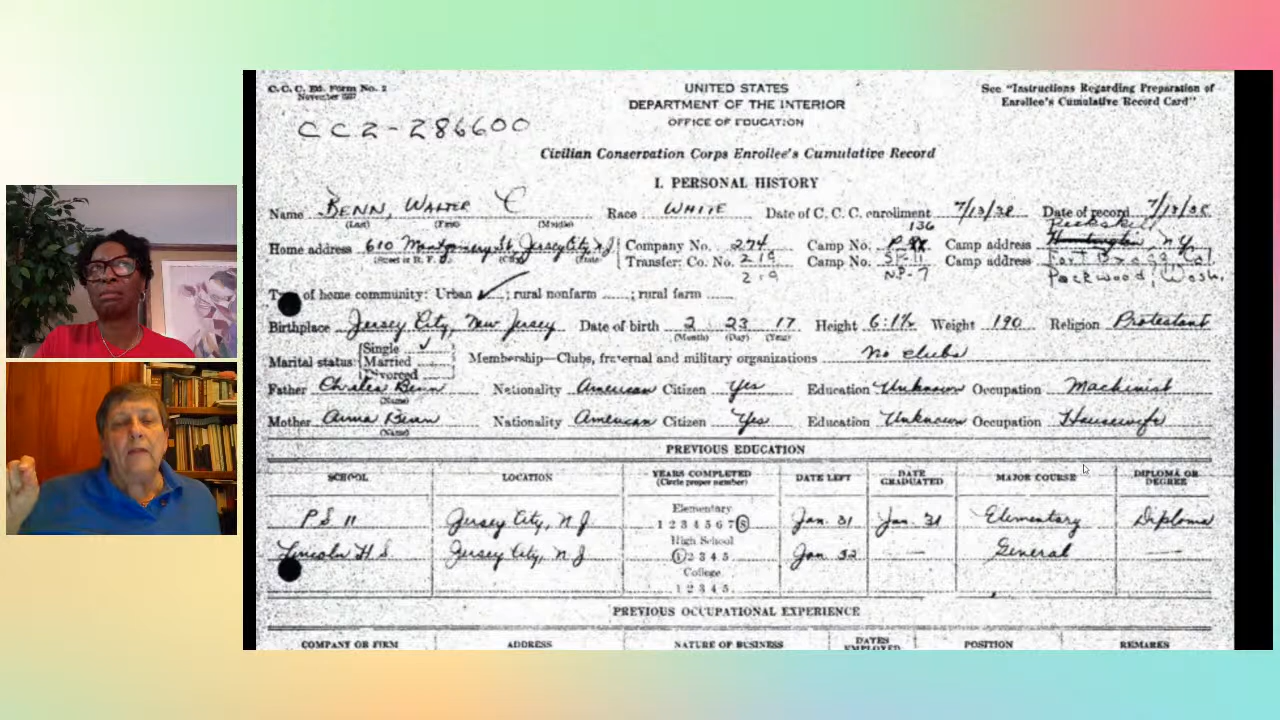 C. C. C. Ed. Form No. 2
November 1937
UNITED STATES
DEPARTMENT OF THE INTERIOR
OFFICE OF EDUCATION
See "Instructions Regarding Preparation of
Enrollee's Cumulative Record Card"
CC2-286600
Civilian Conservation Corps Enrollee's Cumulative Record
I. PERSONAL HISTORY
Name BENN, WALTER C Race WHITE Date of C. C. C. enrollment 7/13/38 Date of record 7/13/38
(Last) (First) (Middle)
136 Peekskill
Home address 610 Montgomery St. Jersey City, N J Company No. 274 Camp No. Camp address N.Y.
(Street or R. F. D.) (City) (State)
Transfer: Co. No. 219 Camp No. SP-11 Camp address Fort Bragg Cal
219 NP-7 Packwood, Wash.
of home community: Urban ✓; rural nonfarm ; rural farm
Birthplace Jersey City, New Jersey Date of birth 2 23 17 Height 6:1½ Weight 190 Religion Protestant
(Month) (Day) (Year)
Marital status: Single ✓
Married
Divorced
Membership—Clubs, fraternal and military organizations no clubs
Father Charles Benn Nationality American Citizen Yes Education Unknown Occupation Machinist
(Name)
Mother Anna Benn Nationality American Citizen Yes Education Unknown Occupation Housewife
(Name)
PREVIOUS EDUCATION
SCHOOL LOCATION YEARS COMPLETED (Circle proper number) DATE LEFT DATE GRADUATED MAJOR COURSE DIPLOMA OR DEGREE
Elementary
P S 11 Jersey City, N J 1 2 3 4 5 6 7 8 Jan. 31 Jan. 31 Elementary Diploma
High School
Lincoln H S. Jersey City, N J 1 2 3 4 5 Jan 32 — General —
College
1 2 3 4 5
PREVIOUS OCCUPATIONAL EXPERIENCE
COMPANY OR FIRM ADDRESS NATURE OF BUSINESS DATES EMPLOYED POSITION REMARKS